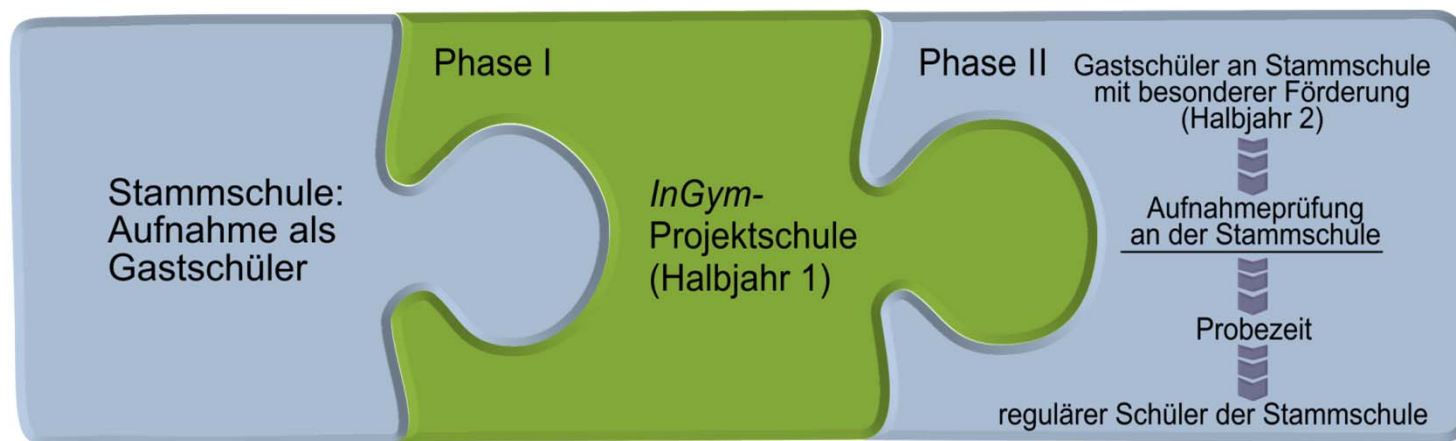 Stammschule:
Aufnahme als
Gastschüler
Phase I
InGym-
Projektschule
(Halbjahr 1)
Phase II
Gastschüler an Stammschule
mit besonderer Förderung
(Halbjahr 2)
Aufnahmeprüfung
an der Stammschule
Probezeit
regulärer Schüler der Stammschule